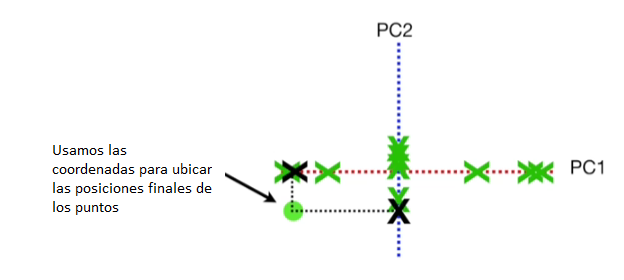 PC2
Usamos las
coordenadas para ubicar
las posiciones finales de
los puntos
PC1